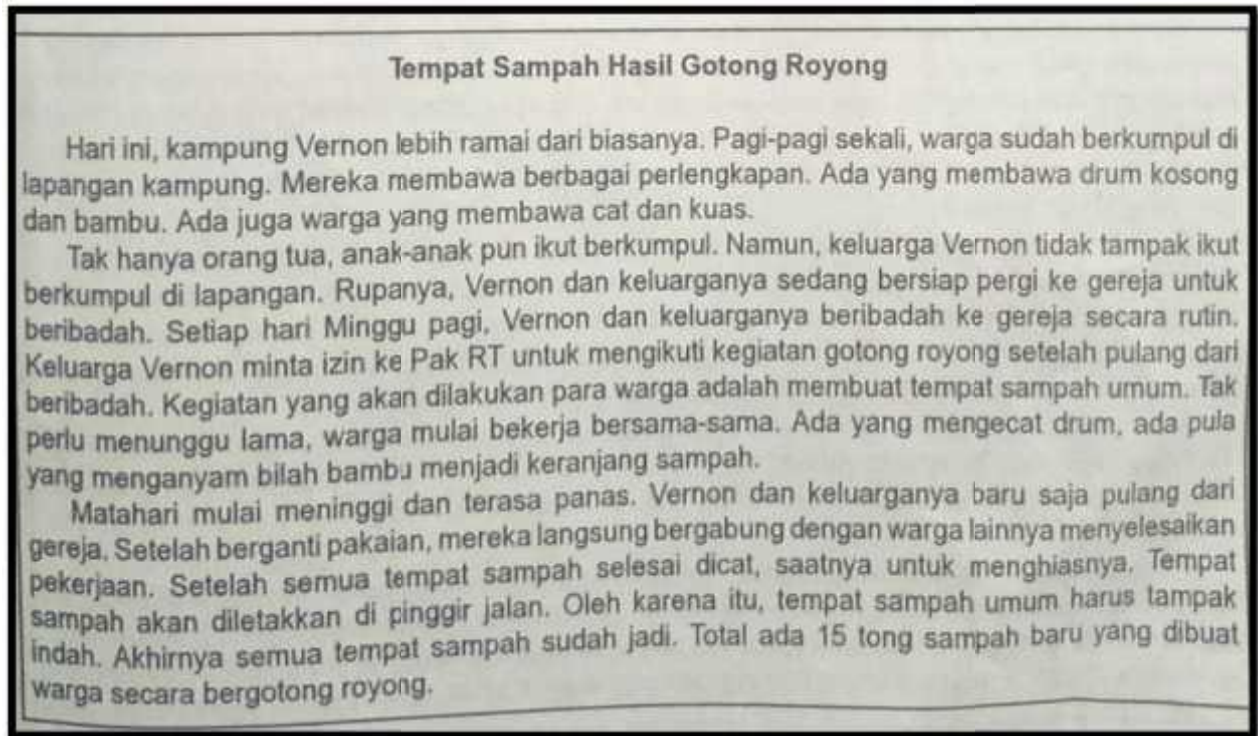 Tempat Sampah Hasil Gotong Royong
Hari ini, kampung Vernon lebih ramai dari biasanya. Pagi-pagi sekali, warga sudah berkumpul di
lapangan kampung. Mereka membawa berbagai perlengkapan. Ada yang membawa drum kosong
dan bambu. Ada juga warga yang membawa cat dan kuas.
Tak hanya orang tua, anak-anak pun ikut berkumpul. Namun, keluarga Vernon tidak tampak ikut
berkumpul di lapangan. Rupanya, Vernon dan keluarganya sedang bersiap pergi ke gereja untuk
beribadah. Setiap hari Minggu pagi, Vernon dan keluarganya beribadah ke gereja secara rutin.
Keluarga Vernon minta izin ke Pak RT untuk mengikuti kegiatan gotong royong setelah pulang dari
beribadah. Kegiatan yang akan dilakukan para warga adalah membuat tempat sampah umum. Tak
perlu menunggu lama, warga mulai bekerja bersama-sama. Ada yang mengecat drum, ada pula
yang menganyam bilah bambu menjadi keranjang sampah.
Matahari mulai meninggi dan terasa panas. Vernon dan keluarganya baru saja pulang dari
gereja. Setelah berganti pakaian, mereka langsung bergabung dengan warga lainnya menyelesaikan
pekerjaan. Setelah semua tempat sampah selesai dicat, saatnya untuk menghiasnya. Tempat
sampah akan diletakkan di pinggir jalan. Oleh karena itu, tempat sampah umum harus tampak
indah. Akhirnya semua tempat sampah sudah jadi. Total ada 15 tong sampah baru yang dibuat
warga secara bergotong royong.